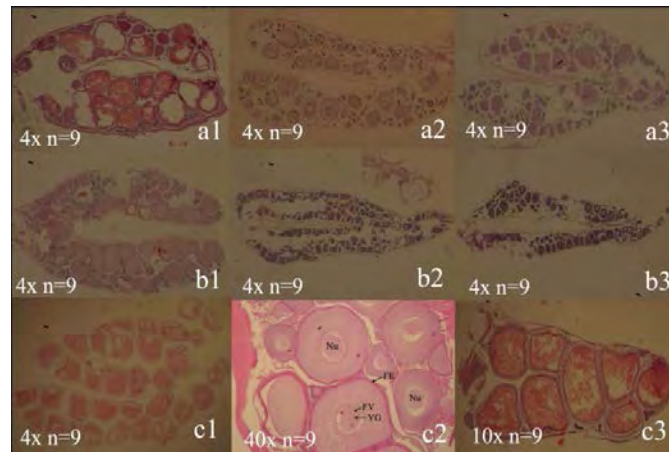 4x n=9 a1
4x n=9 a2
4x n=9 a3
4x n=9 b1
4x n=9 b2
4x n=9 b3
4x n=9 c1
Nu
FE
Nu
FV
YG
40x n=9 c2
10x n=9 c3